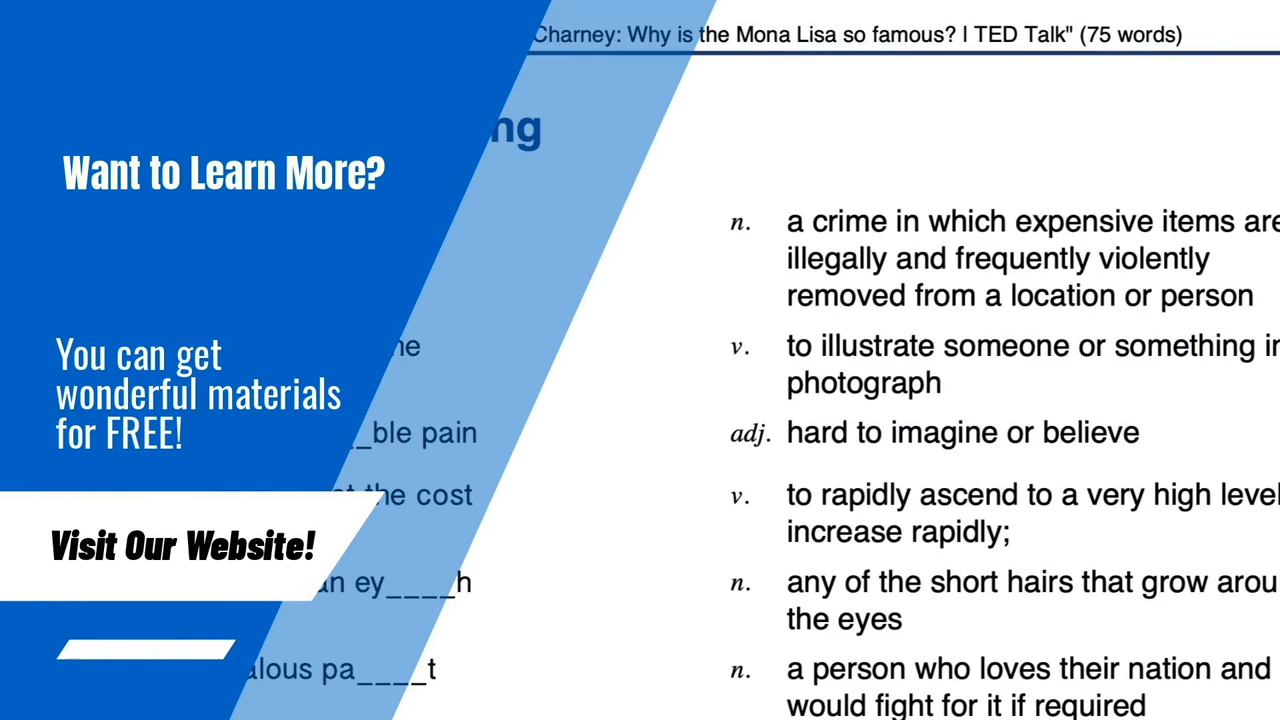 Charney: Why is the Mona Lisa so famous? | TED Talk" (75 words)
ng
Want to Learn More?
You can get
wonderful materials
for FREE!
Visit Our Website!
ne
_ble pain
the cost
an ey____h
alous pa____t
n. a crime in which expensive items are
illegally and frequently violently
removed from a location or person
v. to illustrate someone or something in
photograph
adj. hard to imagine or believe
v. to rapidly ascend to a very high level
increase rapidly;
n. any of the short hairs that grow arou
the eyes
n. a person who loves their nation and
would fight for it if required